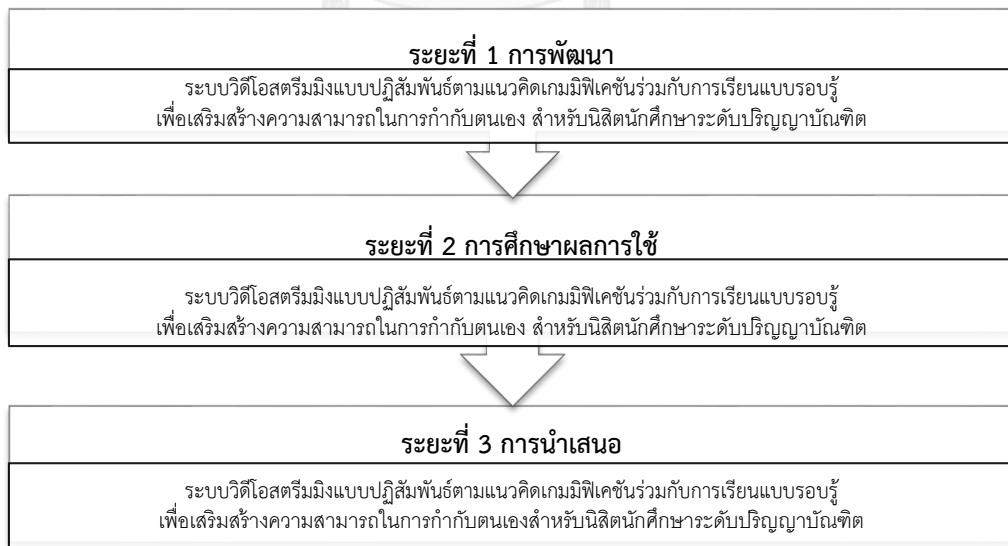 ระยะที่ 1 การพัฒนา
ระบบวิดีโอสตรีมมิงแบบปฏิสัมพันธ์ตามแนวคิดเกมมิฟิเคชันร่วมกับการเรียนแบบรอบรู้
เพื่อเสริมสร้างความสามารถในการกำกับตนเอง สำหรับนิสิตนักศึกษาระดับปริญญาบัณฑิต
ระยะที่ 2 การศึกษาผลการใช้
ระบบวิดีโอสตรีมมิงแบบปฏิสัมพันธ์ตามแนวคิดเกมมิฟิเคชันร่วมกับการเรียนแบบรอบรู้
เพื่อเสริมสร้างความสามารถในการกำกับตนเอง สำหรับนิสิตนักศึกษาระดับปริญญาบัณฑิต
ระยะที่ 3 การนำเสนอ
ระบบวิดีโอสตรีมมิงแบบปฏิสัมพันธ์ตามแนวคิดเกมมิฟิเคชันร่วมกับการเรียนแบบรอบรู้
เพื่อเสริมสร้างความสามารถในการกำกับตนเองสำหรับนิสิตนักศึกษาระดับปริญญาบัณฑิต